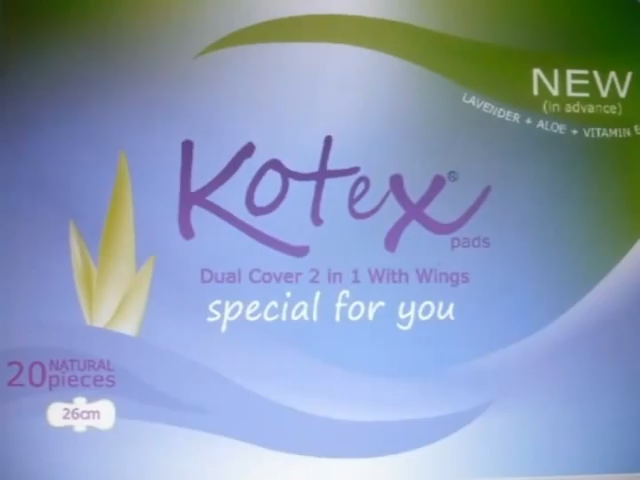 NEW
(in advance)
LAVENDER + ALOE + VITAMIN E
Kotex®
pads
Dual Cover 2 in 1 With Wings
special for you
20 NATURAL
pieces
26cm